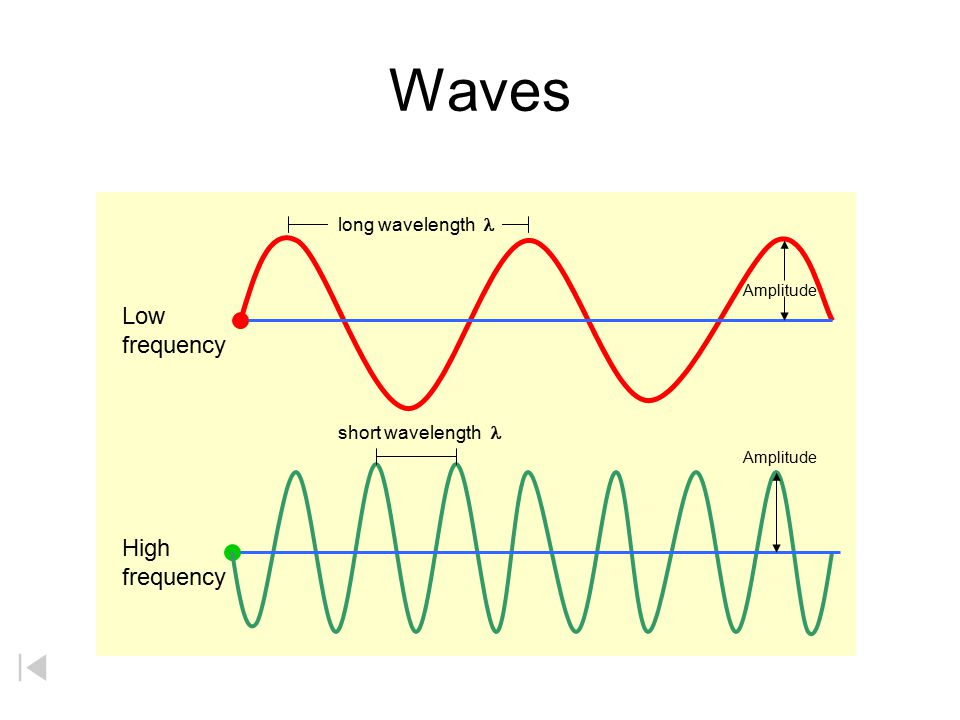 Waves
long wavelength λ
Amplitude
Low
frequency
short wavelength λ
Amplitude
High
frequency